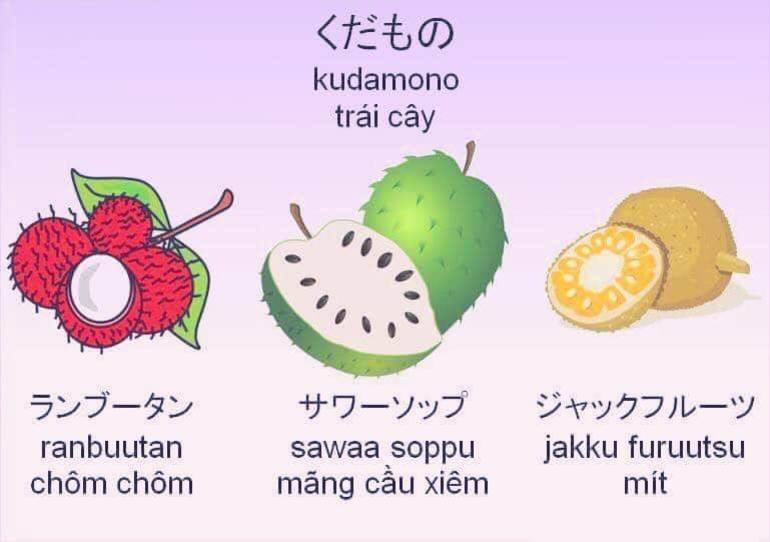 くだもの
kudamono
trái cây
ランブータン
ranbuutan
chôm chôm
サワーソップ
sawaa soppu
mãng cầu xiêm
ジャックフルーツ
jakku furuutsu
mít